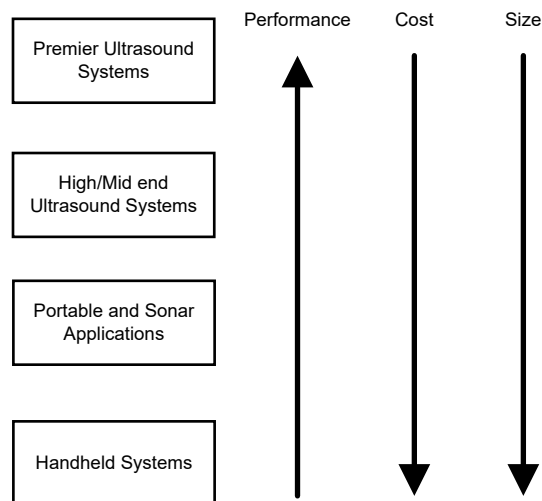 Performance Cost Size
Premier Ultrasound
Systems
High/Mid end
Ultrasound Systems
Portable and Sonar
Applications
Handheld Systems